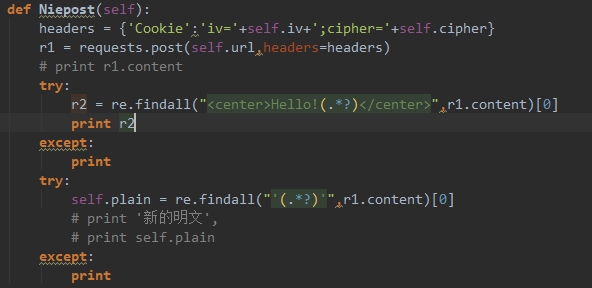 def Niepost(self):
    headers = {'Cookie':'iv='+self.iv+';cipher='+self.cipher}
    r1 = requests.post(self.url,headers=headers)
    # print r1.content
    try:
        r2 = re.findall("<center>Hello!(.*?)</center>",r1.content)[0]
        print r2
    except:
        print
    try:
        self.plain = re.findall("'(.*?)'",r1.content)[0]
        # print '新的明文',
        # print self.plain
    except:
        print